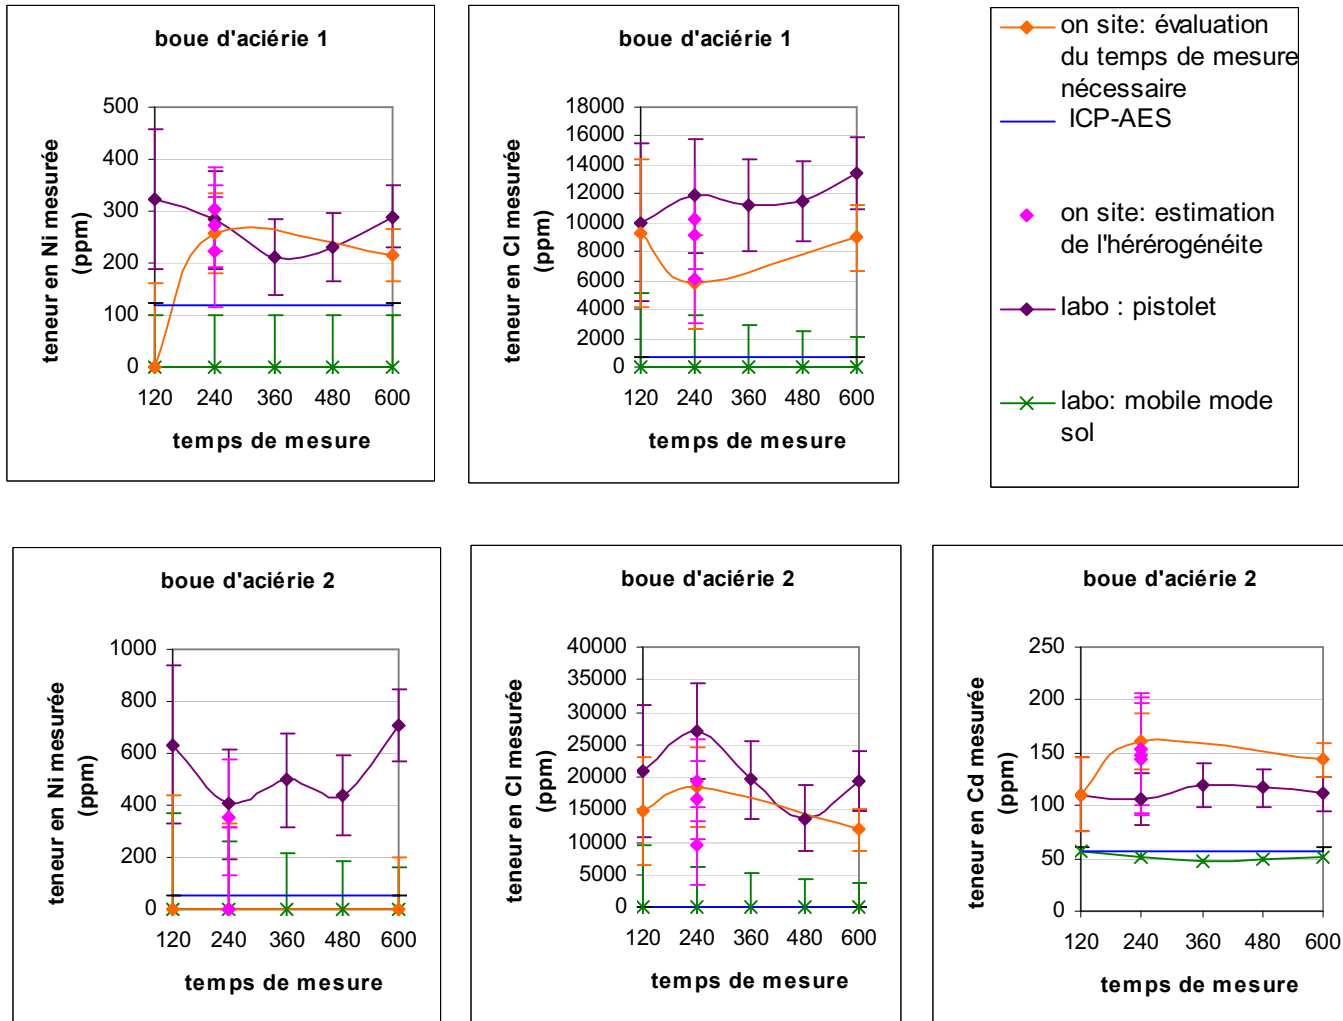 boue d'aciérie 1
teneur en Ni mesurée
(ppm)
500
400
300
200
100
0
120 240 360 480 600
temps de mesure
boue d'aciérie 1
teneur en Cl mesurée
(ppm)
18000
16000
14000
12000
10000
8000
6000
4000
2000
0
120 240 360 480 600
temps de mesure
on site: évaluation
du temps de mesure
nécessaire
ICP-AES
on site: estimation
de l'hérérogénéite
labo : pistolet
labo: mobile mode
sol
boue d'aciérie 2
teneur en Ni mesurée
(ppm)
1000
800
600
400
200
0
120 240 360 480 600
temps de mesure
boue d'aciérie 2
teneur en Cl mesurée
(ppm)
40000
35000
30000
25000
20000
15000
10000
5000
0
120 240 360 480 600
temps de mesure
boue d'aciérie 2
teneur en Cd mesurée
(ppm)
250
200
150
100
50
0
120 240 360 480 600
temps de mesure